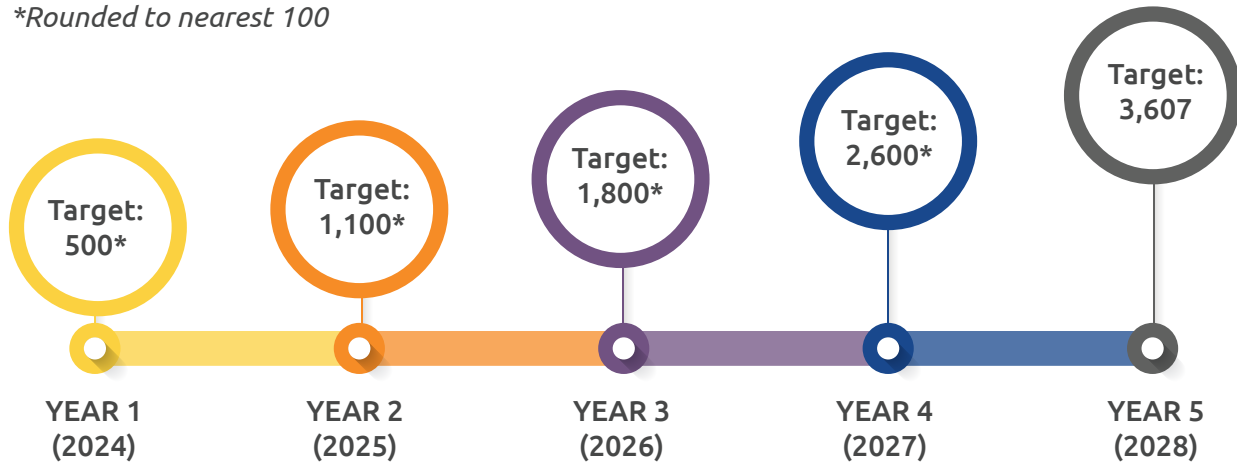 *Rounded to nearest 100
Target:
500*
Target:
1,100*
Target:
1,800*
Target:
2,600*
Target:
3,607
YEAR 1
(2024)
YEAR 2
(2025)
YEAR 3
(2026)
YEAR 4
(2027)
YEAR 5
(2028)